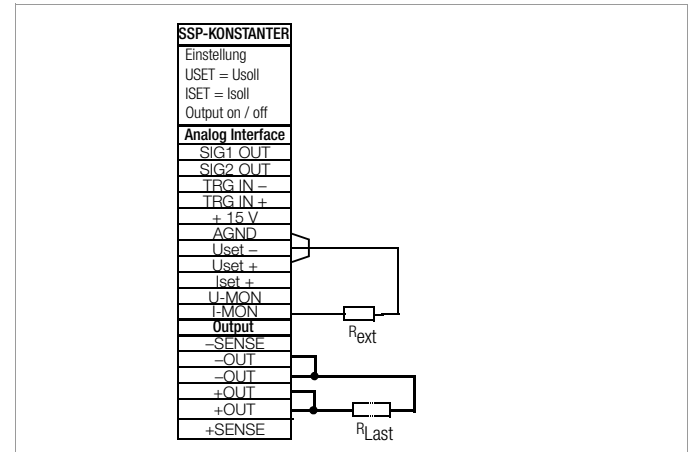 SSP-KONSTANTER
Einstellung
USET = Usoll
ISET = Isoll
Output on / off
Analog Interface
SIG1 OUT
SIG2 OUT
TRG IN –
TRG IN +
+ 15 V
AGND
Uset –
Uset +
Iset +
U-MON
I-MON
Rext
Output
–SENSE
–OUT
–OUT
+OUT
+OUT
+SENSE
RLast